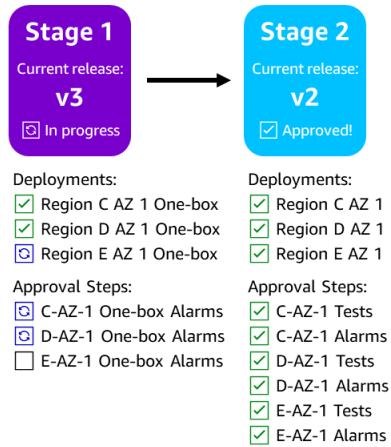 Stage 1
Current release:
v3
In progress
Deployments:
Region C AZ 1 One-box
Region D AZ 1 One-box
Region E AZ 1 One-box
Approval Steps:
C-AZ-1 One-box Alarms
D-AZ-1 One-box Alarms
E-AZ-1 One-box Alarms
Stage 2
Current release:
v2
Approved!
Deployments:
Region C AZ 1
Region D AZ 1
Region E AZ 1
Approval Steps:
C-AZ-1 Tests
C-AZ-1 Alarms
D-AZ-1 Tests
D-AZ-1 Alarms
E-AZ-1 Tests
E-AZ-1 Alarms